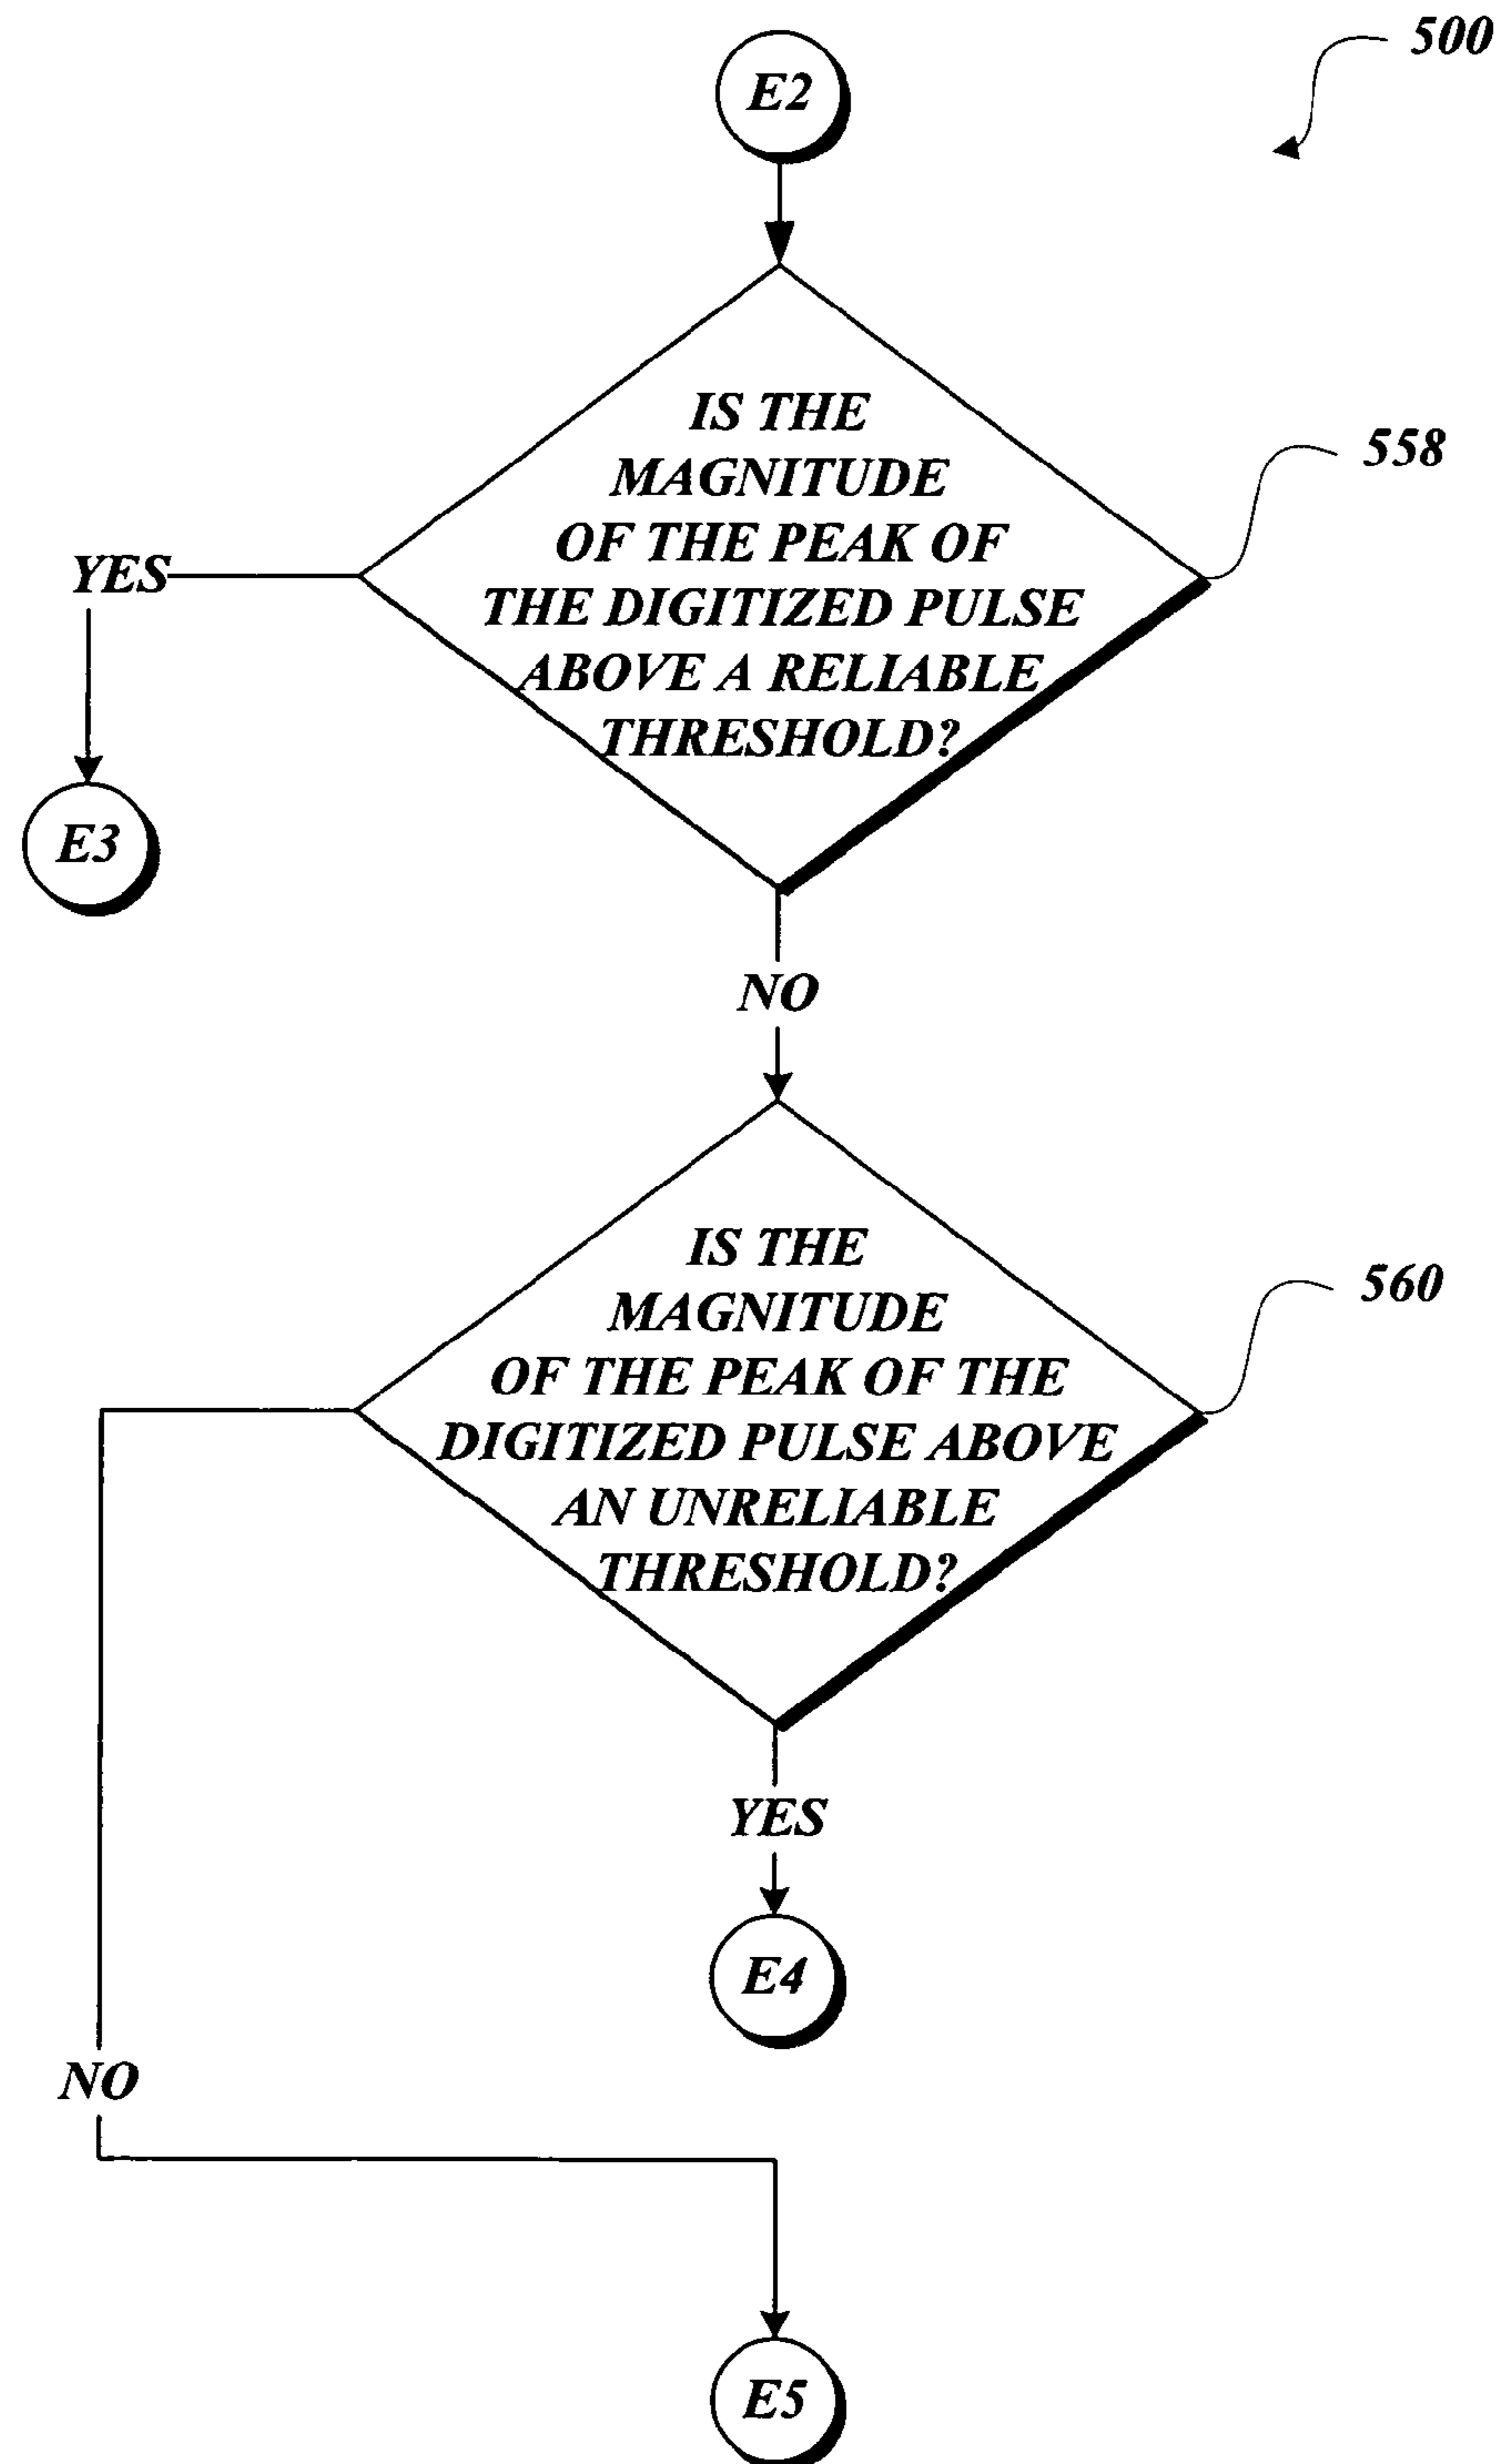 500
E2
IS THE
MAGNITUDE
OF THE PEAK OF
THE DIGITIZED PULSE
ABOVE A RELIABLE
THRESHOLD?
558
YES
E3
NO
IS THE
MAGNITUDE
OF THE PEAK OF THE
DIGITIZED PULSE ABOVE
AN UNRELIABLE
THRESHOLD?
560
YES
E4
NO
E5